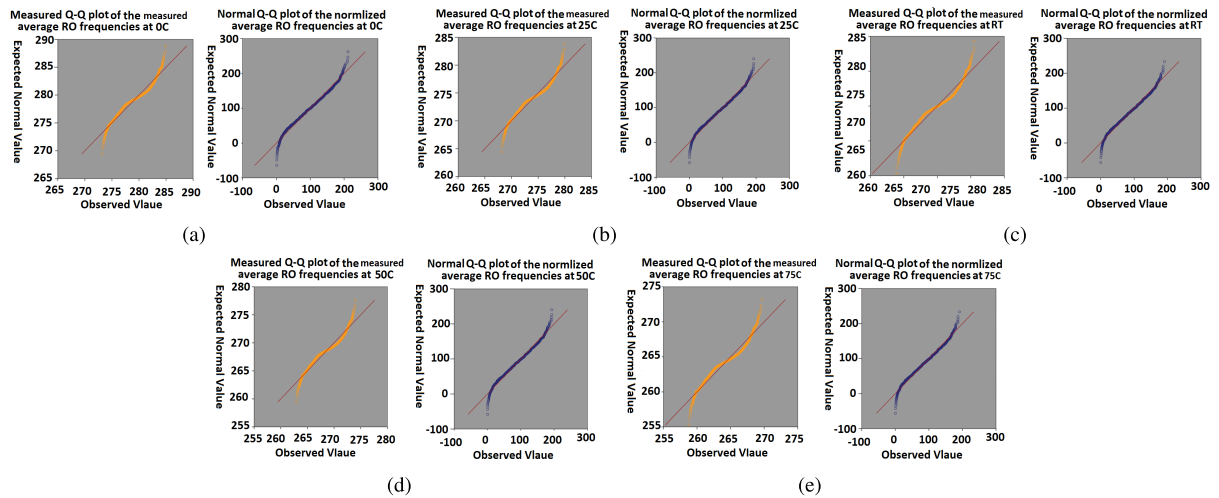 Measured Q-Q plot of the measured
average RO frequencies at 0C
Expected Normal Value
290
285
280
275
270
265
265 270 275 280 285 290
Observed Vlaue
Normal Q-Q plot of the normlized
average RO frequencies at 0C
Expected Normal Value
300
200
100
0
-100
-100 0 100 200 300
Observed Vlaue
(a)
Measured Q-Q plot of the measured
average RO frequencies at 25C
Expected Normal Value
285
280
275
270
265
260
260 265 270 275 280 285
Observed Vlaue
Normal Q-Q plot of the normlized
average RO frequencies at 25C
Expected Normal Value
300
200
100
0
-100
-100 0 100 200 300
Observed Vlaue
(b)
Measured Q-Q plot of the measured
average RO frequencies at RT
Expected Normal Value
285
280
275
270
266
260
260 265 270 275 280 285
Observed Vlaue
Normal Q-Q plot of the normlized
average RO frequencies at RT
Expected Normal Value
300
200
100
0
-100
-100 0 100 200 300
Observed Vlaue
(c)
Measured Q-Q plot of the measured
average RO frequencies at 50C
Expected Normal Value
280
270
260
255
255 260 265 270 275 280
Observed Vlaue
Normal Q-Q plot of the normlized
average RO frequencies at 50C
Expected Normal Value
300
200
100
0
-100
-100 0 100 200 300
Observed Vlaue
(d)
Measured Q-Q plot of the measured
average RO frequencies at 75C
Expected Normal Value
275
270
265
260
255
255 260 265 270 275
Observed Vlaue
Normal Q-Q plot of the normlized
average RO frequencies at 75C
Expected Normal Value
300
200
100
0
-100
-100 0 100 200 300
Observed Vlaue
(e)